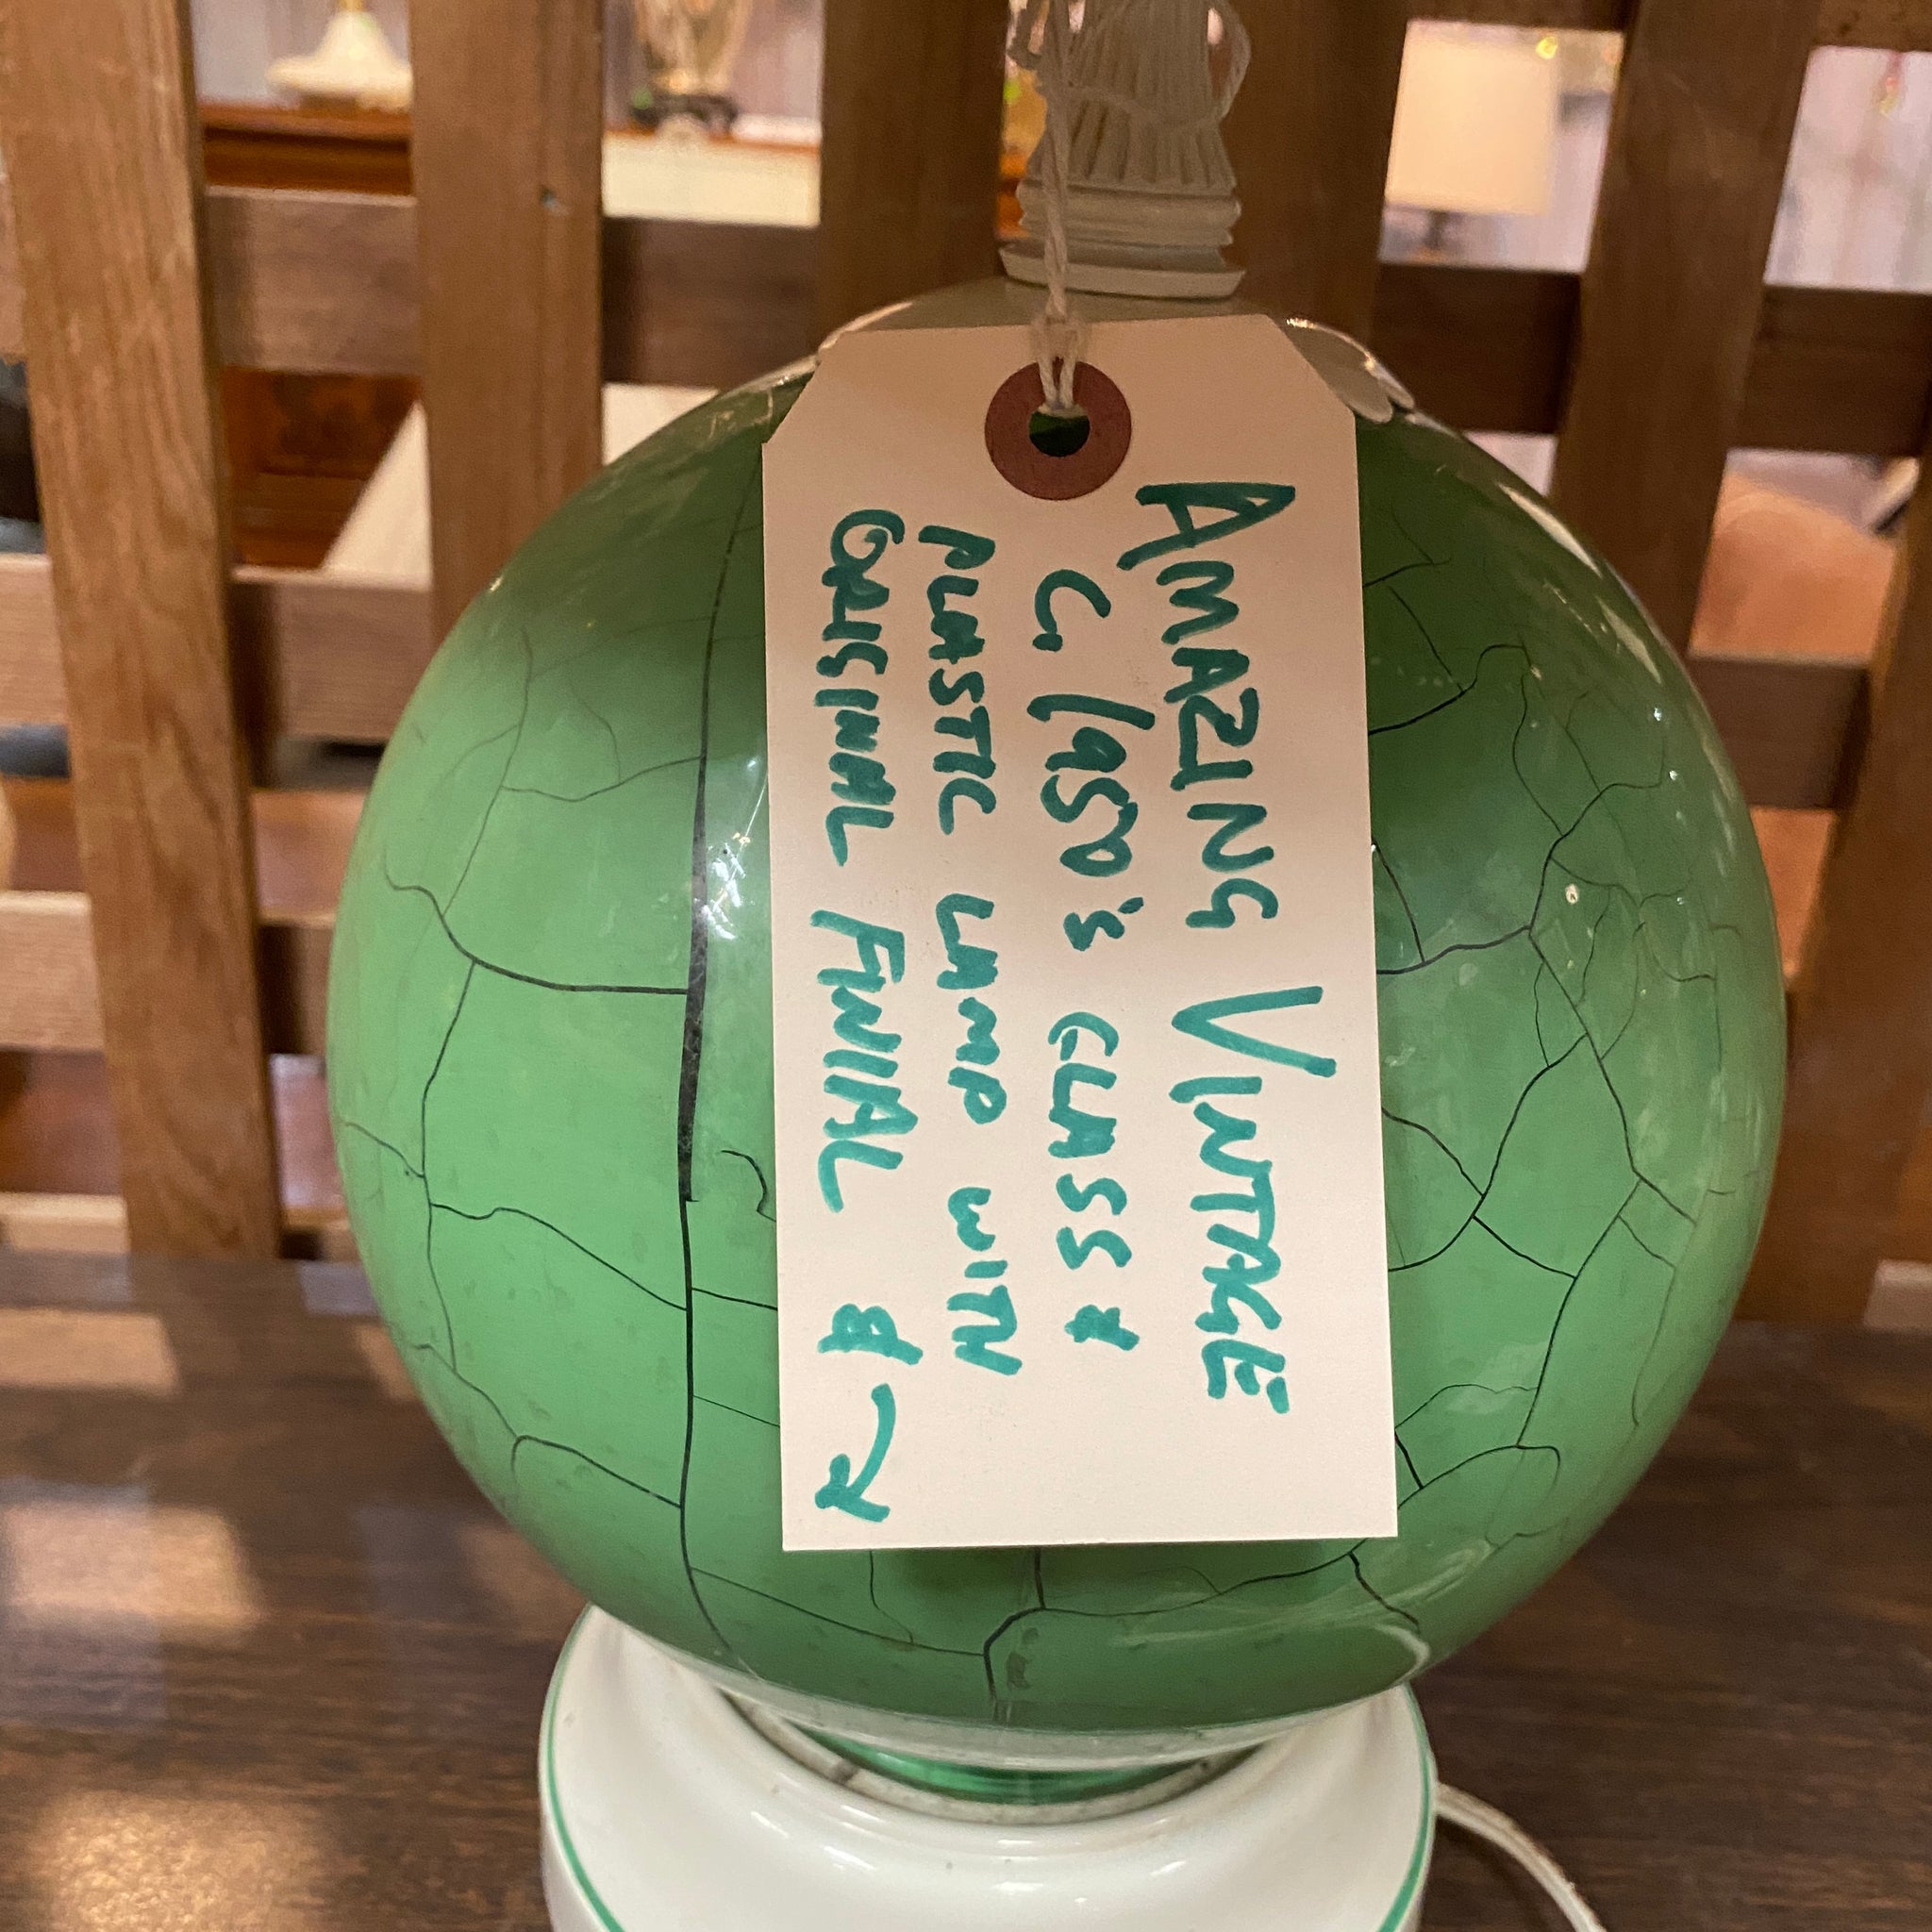 AMAZING VINTAGE
C. 1950's GLASS &
PLASTIC LAMP WITH
ORIGINAL FINIAL &